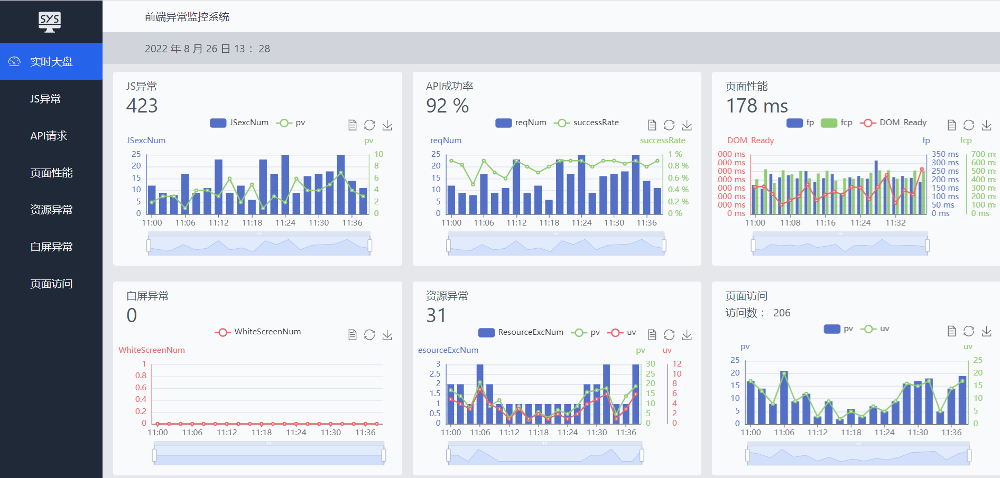 SYS
实时大盘
JS异常
API请求
页面性能
资源异常
白屏异常
页面访问
前端异常监控系统
2022 年 8 月 26 日 13 : 28
JS异常
423
JSexcNum pv
JSexcNum pv
25 20 15 10 5 0
10 8 6 4 2 0
11:00 11:06 11:12 11:18 11:24 11:30 11:36
API成功率
92 %
reqNum successRate
reqNum successRate
25 20 15 10 5 0
1 % 0.8 % 0.6 % 0.4 % 0.2 % 0 %
11:00 11:06 11:12 11:18 11:24 11:30 11:36
页面性能
178 ms
fp fcp DOM_Ready
DOM_Ready fp fcp
000 ms 000 ms 000 ms 000 ms 000 ms 000 ms 000 ms 0 ms
350 ms 300 ms 250 ms 200 ms 150 ms 100 ms 50 ms 0 ms
700 m 600 m 500 m 400 m 300 m 200 m 100 m 0 ms
11:00 11:08 11:16 11:24 11:32
白屏异常
0
WhiteScreenNum
WhiteScreenNum
1 0.8 0.6 0.4 0.2 0
11:00 11:06 11:12 11:18 11:24 11:30 11:36
资源异常
31
ResourceExcNum pv uv
esourceExcNum pv uv
3 2.5 2 1.5 1 0.5 0
30 25 20 15 10 5 0
12 10 8 6 4 2 0
11:00 11:06 11:12 11:18 11:24 11:30 11:36
页面访问
访问数： 206
pv uv
pv uv
25 20 15 10 5 0
25 20 15 10 5 0
11:00 11:06 11:12 11:18 11:24 11:30 11:36